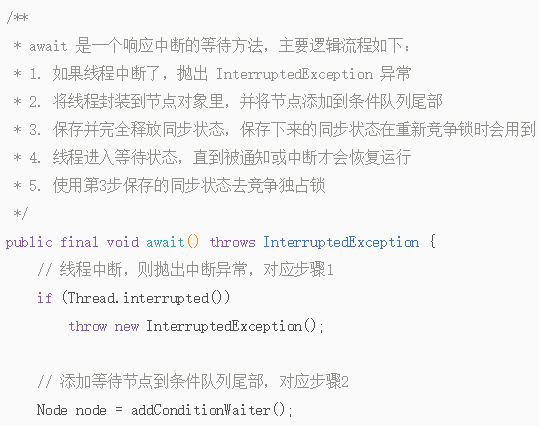 /**
* await 是一个响应中断的等待方法，主要逻辑流程如下：
* 1. 如果线程中断了，抛出 InterruptedException 异常
* 2. 将线程封装到节点对象里，并将节点添加到条件队列尾部
* 3. 保存并完全释放同步状态，保存下来的同步状态在重新竞争锁时会用到
* 4. 线程进入等待状态，直到被通知或中断才会恢复运行
* 5. 使用第3步保存的同步状态去竞争独占锁
*/
public final void await() throws InterruptedException {
// 线程中断，则抛出中断异常，对应步骤1
if (Thread.interrupted())
throw new InterruptedException();
// 添加等待节点到条件队列尾部，对应步骤2
Node node = addConditionWaiter();